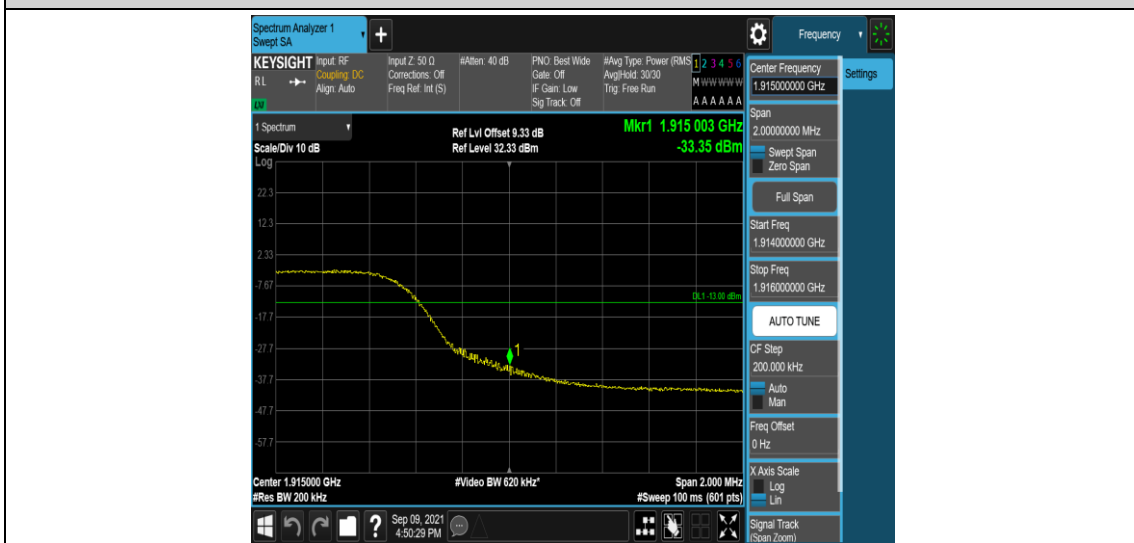 Spectrum Analyzer 1
Swept SA
+
Frequency
KEYSIGHT
RL
LXI
Input: RF
Coupling: DC
Align: Auto
Input Z: 50 Ω
Corrections: Off
Freq Ref: Int (S)
#Atten: 40 dB
PNO: Best Wide
Gate: Off
IF Gain: Low
Sig Track: Off
#Avg Type: Power (RMS
Avg|Hold: 30/30
Trig: Free Run
1 2 3 4 5 6
M W W W W W
A A A A A A
1 Spectrum
Scale/Div 10 dB
Ref Lvl Offset 9.33 dB
Ref Level 32.33 dBm
Mkr1 1.915 003 GHz
-33.35 dBm
Log
22.3
12.3
2.33
-7.67
-17.7
-27.7
-37.7
-47.7
-57.7
DL1 -13.00 dBm
1
Center 1.915000 GHz
#Res BW 200 kHz
#Video BW 620 kHz*
Span 2.000 MHz
#Sweep 100 ms (601 pts)
Center Frequency
1.915000000 GHz
Settings
Span
2.00000000 MHz
Swept Span
Zero Span
Full Span
Start Freq
1.914000000 GHz
Stop Freq
1.916000000 GHz
AUTO TUNE
CF Step
200.000 kHz
Auto
Man
Freq Offset
0 Hz
X Axis Scale
Log
Lin
Signal Track
(Span Zoom)
?
Sep 09, 2021
4:50:29 PM